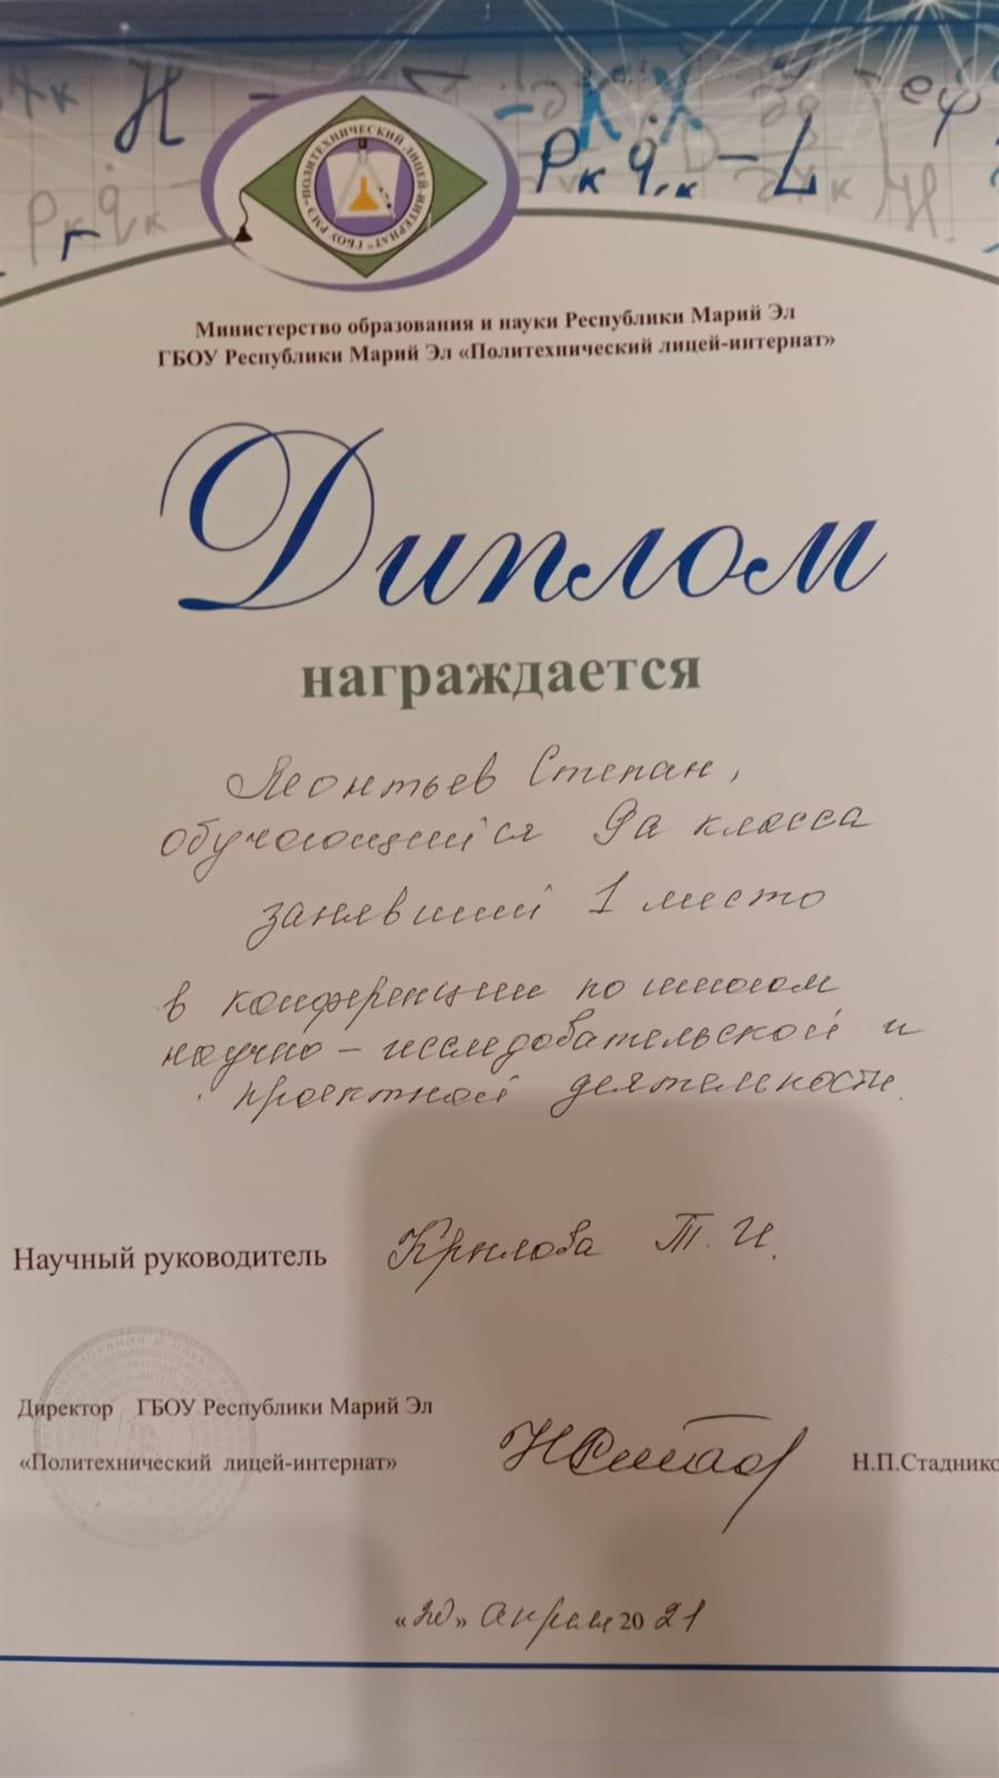 Министерство образования и науки Республики Марий Эл
ГБОУ Республики Марий Эл «Политехнический лицей-интернат»
Диплом
награждается
Леонтьев Степан,
обучающийся 9а класса
занявший 1 место
в конференции по итогам
научно – исследовательской и
проектной деятельности.
Научный руководитель Крылова Т. И.
Директор ГБОУ Республики Марий Эл
«Политехнический лицей-интернат» Н.П.Стаднико
апреля 2021